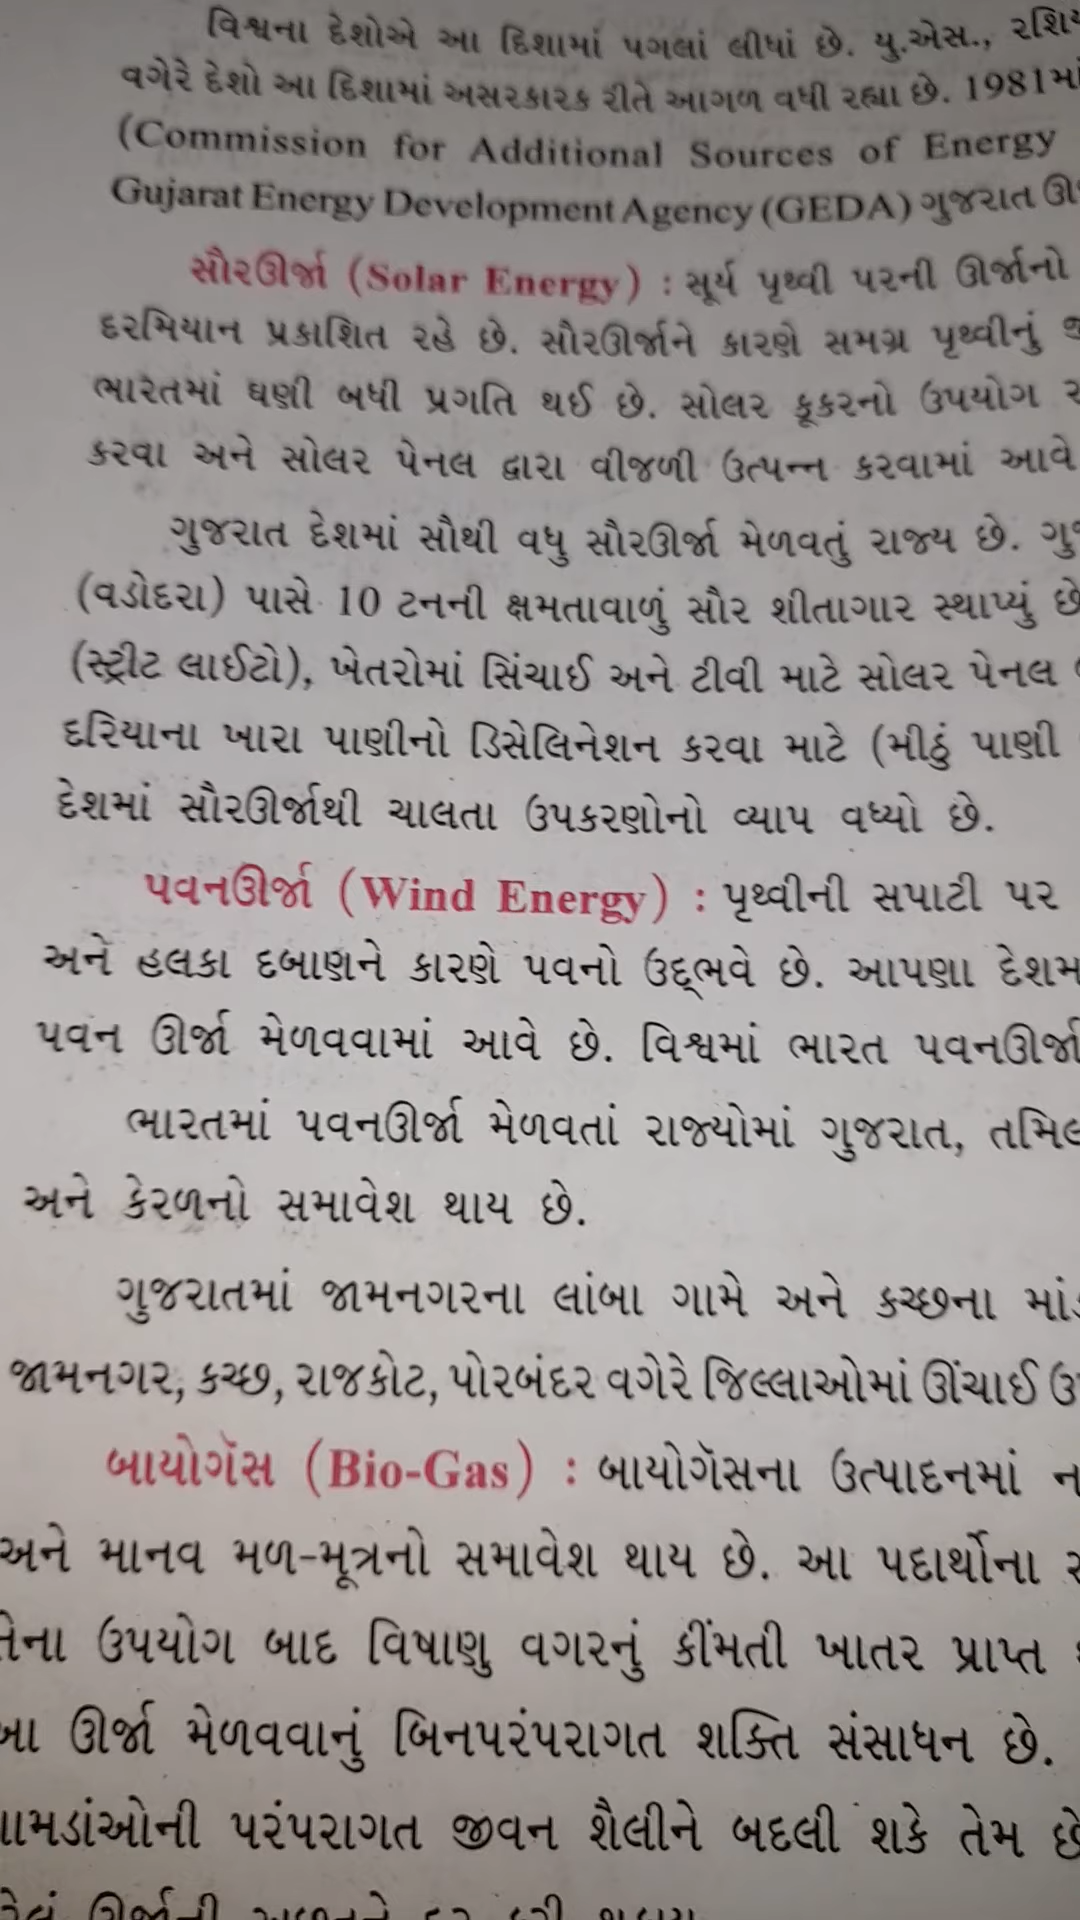 વિશ્વના દેશોએ આ દિશામાં પગલાં લીધાં છે. યુ.એસ.,
વગેરે દેશો આ દિશામાં અસરકારક રીતે આગળ વધી રહ્યા છે. 1981માં
(Commission for Additional Sources of Energy
Gujarat Energy Development Agency (GEDA) ગુજરાત
સૌરઊર્જા (Solar Energy) : સૂર્ય પૃથ્વી પરની ઊર્જાનો
દરમિયાન પ્રકાશિત રહે છે. સૌરઊર્જાને કારણે સમગ્ર પૃથ્વીનું
ભારતમાં ઘણી બધી પ્રગતિ થઈ છે. સોલર કૂકરનો ઉપયોગ
કરવા અને સોલર પેનલ દ્વારા વીજળી ઉત્પન્ન કરવામાં આવે
ગુજરાત દેશમાં સૌથી વધુ સૌરઊર્જા મેળવતું રાજ્ય છે.
(વડોદરા) પાસે 10 ટનની ક્ષમતાવાળું સૌર શીતાગાર સ્થાપ્યું છે
(સ્ટ્રીટ લાઈટો), ખેતરોમાં સિંચાઈ અને ટીવી માટે સોલર પેનલ
દરિયાના ખારા પાણીનો ડિસેલિનેશન કરવા માટે (મીઠું પાણી
દેશમાં સૌરઊર્જાથી ચાલતા ઉપકરણોનો વ્યાપ વધ્યો છે.
પવનઊર્જા (Wind Energy) : પૃથ્વીની સપાટી પર
અને હલકા દબાણને કારણે પવનો ઉદ્ભવે છે. આપણા
પવન ઊર્જા મેળવવામાં આવે છે. વિશ્વમાં ભારત પવનઊર્જા
ભારતમાં પવનઊર્જા મેળવતાં રાજ્યોમાં ગુજરાત,
અને કેરળનો સમાવેશ થાય છે.
ગુજરાતમાં જામનગરના લાંબા ગામે અને કચ્છના
જામનગર, કચ્છ, રાજકોટ, પોરબંદર વગેરે જિલ્લાઓમાં ઊંચાઈ
બાયોગૅસ (Bio-Gas) : બાયોગૅસના ઉત્પાદનમાં
અને માનવ મળ-મૂત્રનો સમાવેશ થાય છે. આ પદાર્થોના
તેના ઉપયોગ બાદ વિષાણુ વગરનું કીંમતી ખાતર પ્રાપ્ત
આ ઊર્જા મેળવવાનું બિનપરંપરાગત શક્તિ સંસાધન છે.
ગામડાંઓની પરંપરાગત જીવન શૈલીને બદલી શકે તેમ છે